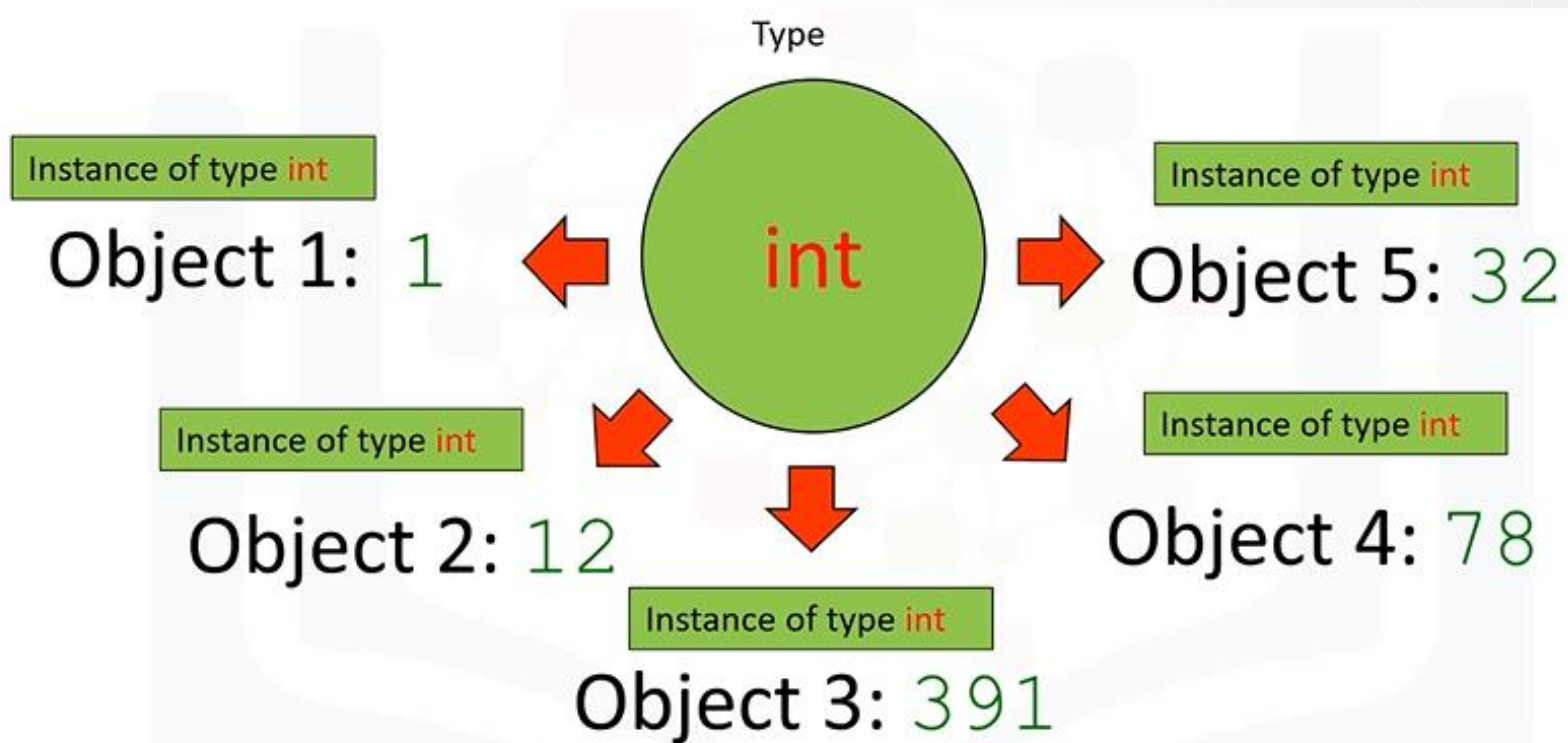 Type
Instance of type int
Object 1: 1
int
Instance of type int
Object 5: 32
Instance of type int
Object 2: 12
Instance of type int
Object 4: 78
Instance of type int
Object 3: 391